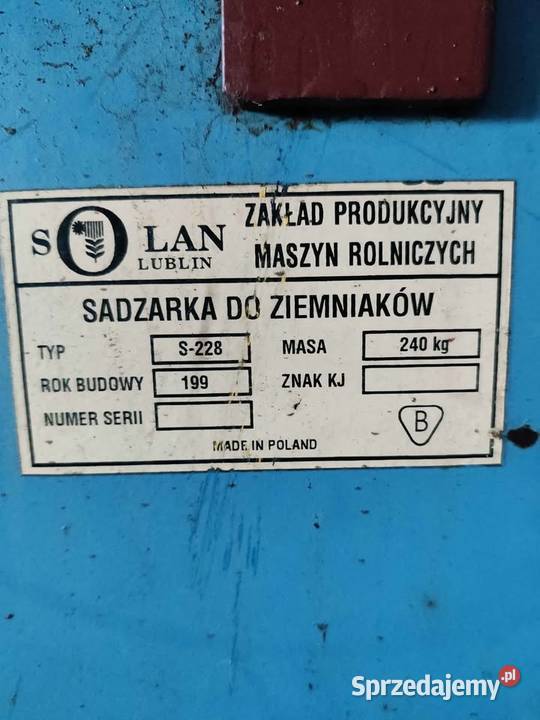 SOLAN
LUBLIN
ZAKŁAD PRODUKCYJNY
MASZYN ROLNICZYCH
SADZARKA DO ZIEMNIAKÓW
TYP S-228 MASA 240 kg
ROK BUDOWY 199 ZNAK KJ
NUMER SERII B
MADE IN POLAND
Sprzedajemy.pl